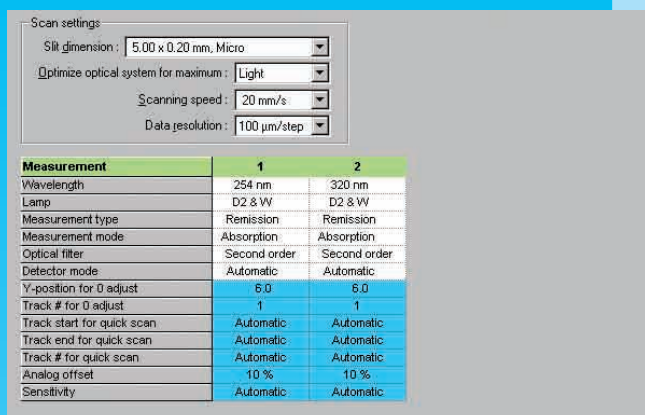 Scan settings
Slit dimension : 5.00 x 0.20 mm, Micro
Optimize optical system for maximum : Light
Scanning speed : 20 mm/s
Data resolution : 100 µm/step
Measurement 1 2
Wavelength 254 nm 320 nm
Lamp D2 & W D2 & W
Measurement type Remission Remission
Measurement mode Absorption Absorption
Optical filter Second order Second order
Detector mode Automatic Automatic
Y-position for 0 adjust 6.0 6.0
Track # for 0 adjust 1 1
Track start for quick scan Automatic Automatic
Track end for quick scan Automatic Automatic
Track # for quick scan Automatic Automatic
Analog offset 10 % 10 %
Sensitivity Automatic Automatic